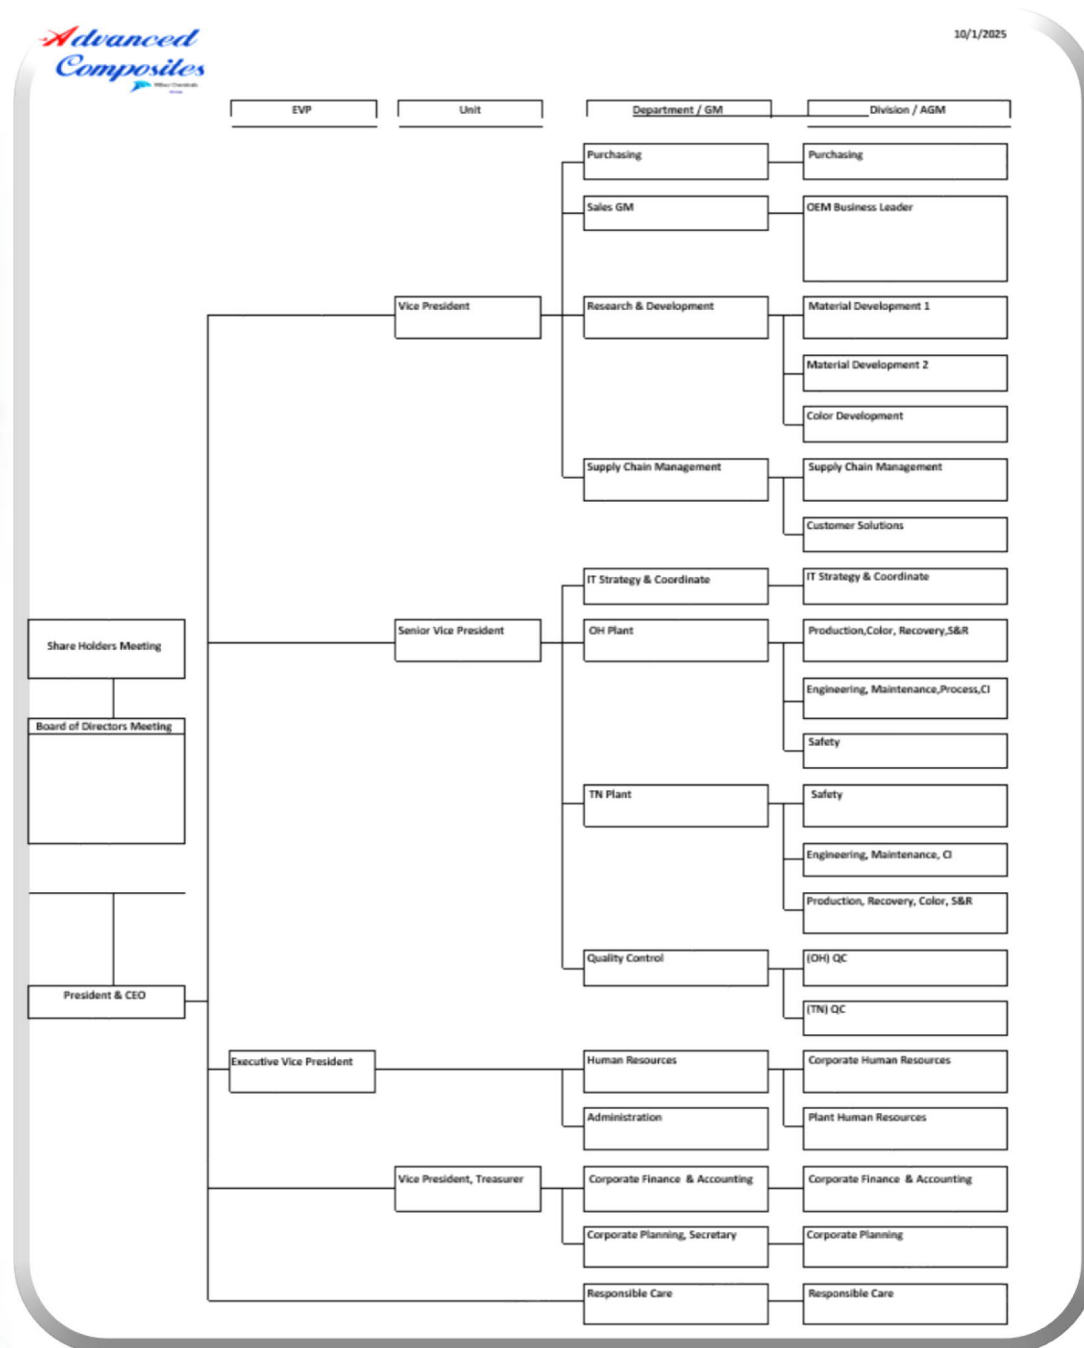 Advanced
Composites
10/1/2025
EVP
Unit
Department / GM
Division / AGM
Purchasing
Purchasing
Sales GM
OEM Business Leader
Vice President
Research & Development
Material Development 1
Material Development 2
Color Development
Supply Chain Management
Supply Chain Management
Customer Solutions
IT Strategy & Coordinate
IT Strategy & Coordinate
Share Holders Meeting
Senior Vice President
OH Plant
Production,Color, Recovery,S&R
Engineering, Maintenance,Process,CI
Board of Directors Meeting
Safety
TN Plant
Safety
Engineering, Maintenance, CI
Production, Recovery, Color, S&R
Quality Control
(OH) QC
President & CEO
(TN) QC
Executive Vice President
Human Resources
Corporate Human Resources
Administration
Plant Human Resources
Vice President, Treasurer
Corporate Finance & Accounting
Corporate Finance & Accounting
Corporate Planning, Secretary
Corporate Planning
Responsible Care
Responsible Care